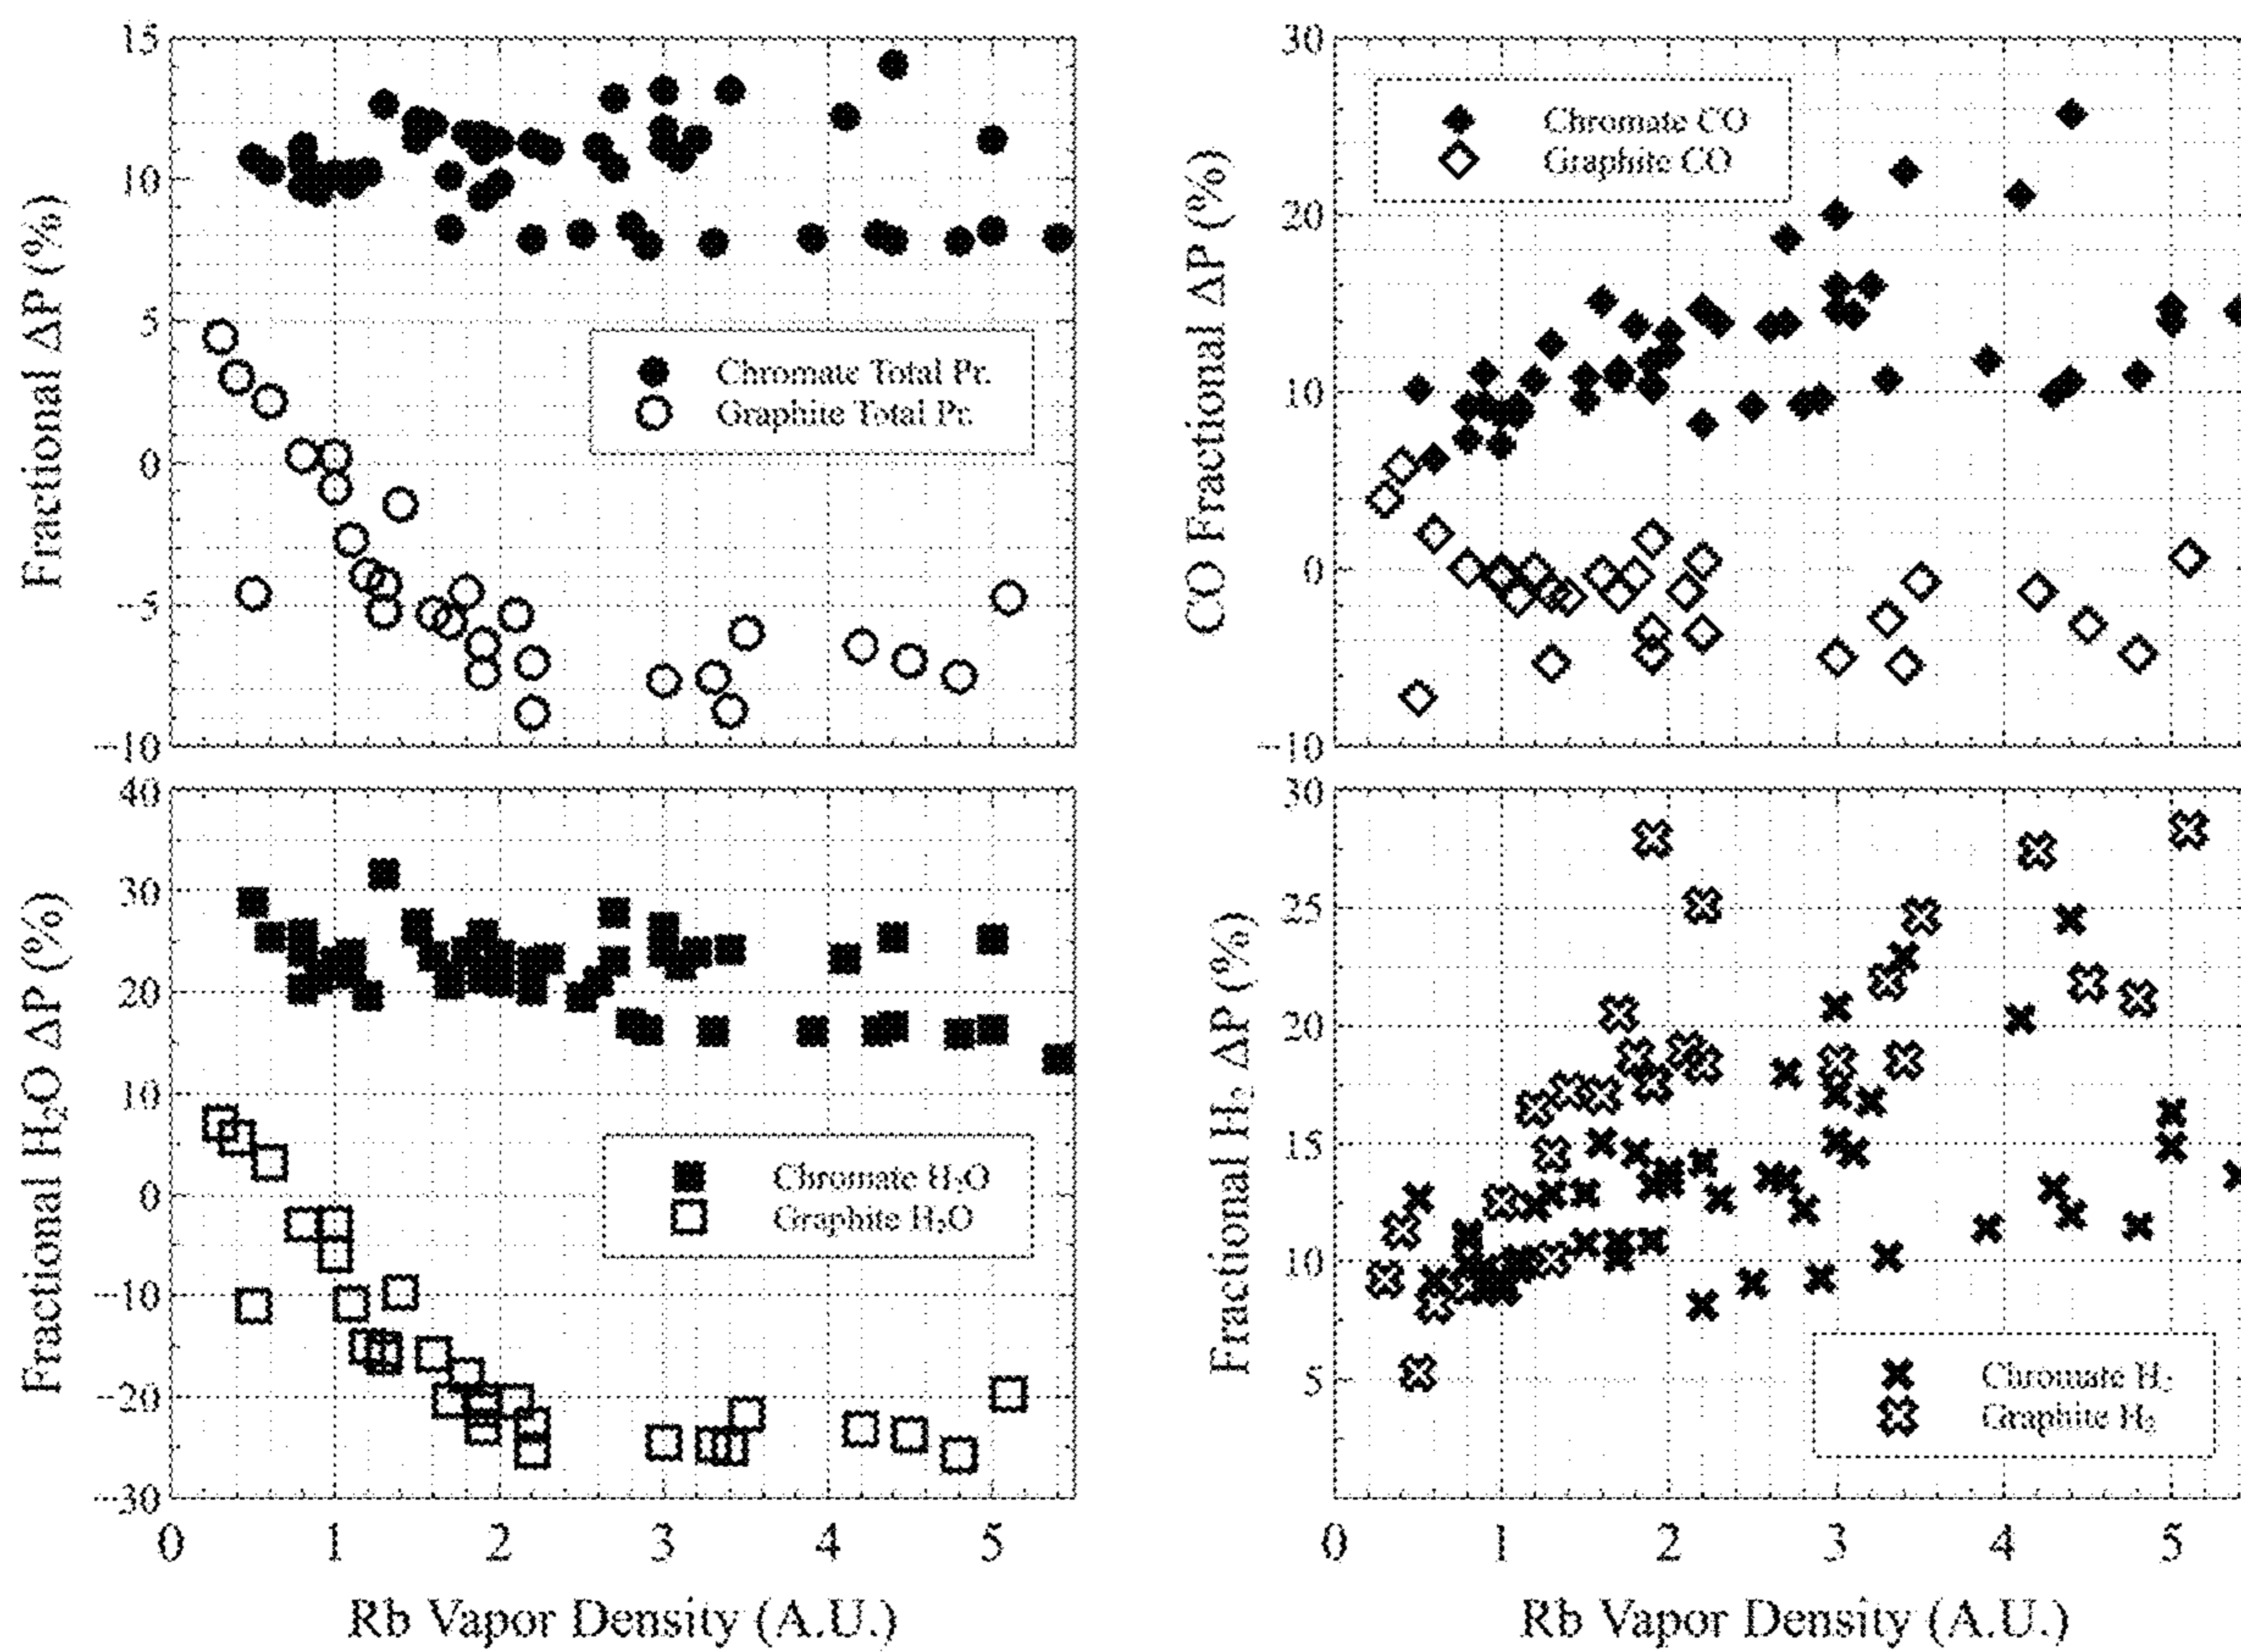 15
10
5
0
-5
-10
Fractional ΔP (%)
Chromate Total Pr.
Graphite Total Pr.
30
20
10
0
-10
CO Fractional ΔP (%)
Chromate CO
Graphite CO
40
30
20
10
0
-10
-20
-30
Fractional H₂O ΔP (%)
Chromate H₂O
Graphite H₂O
0 1 2 3 4 5
Rb Vapor Density (A.U.)
30
25
20
15
10
5
Fractional H₂ ΔP (%)
Chromate H₂
Graphite H₂
0 1 2 3 4 5
Rb Vapor Density (A.U.)